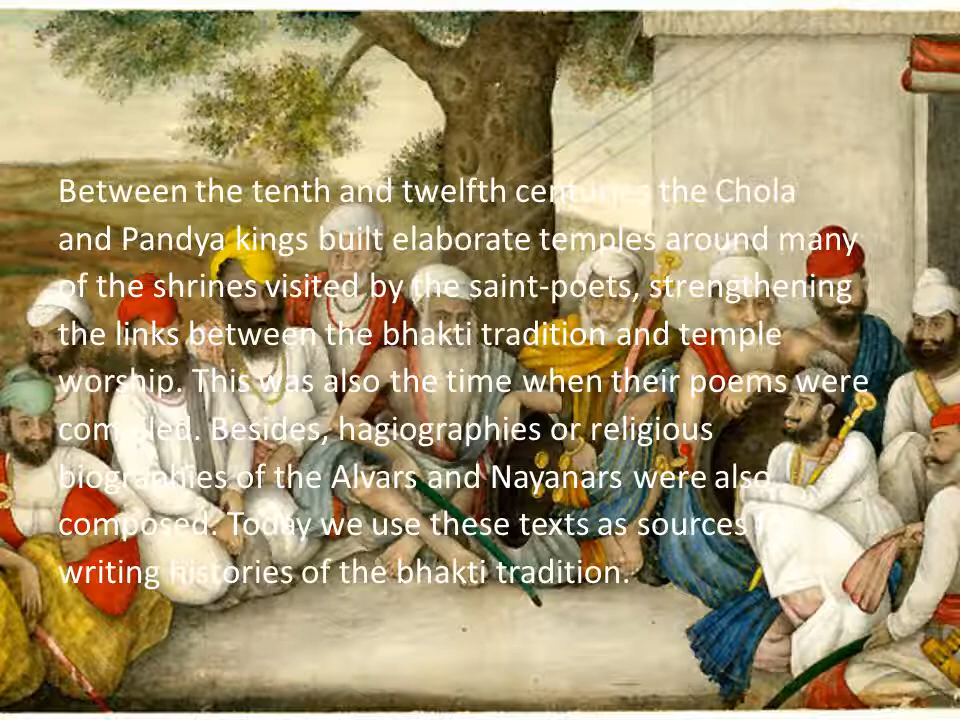 Between the tenth and twelfth centuries the Chola
and Pandya kings built elaborate temples around many
of the shrines visited by the saint-poets, strengthening
the links between the bhakti tradition and temple
worship. This was also the time when their poems were
compiled. Besides, hagiographies or religious
biographies of the Alvars and Nayanars were also
composed. Today we use these texts as sources
writing histories of the bhakti tradition.